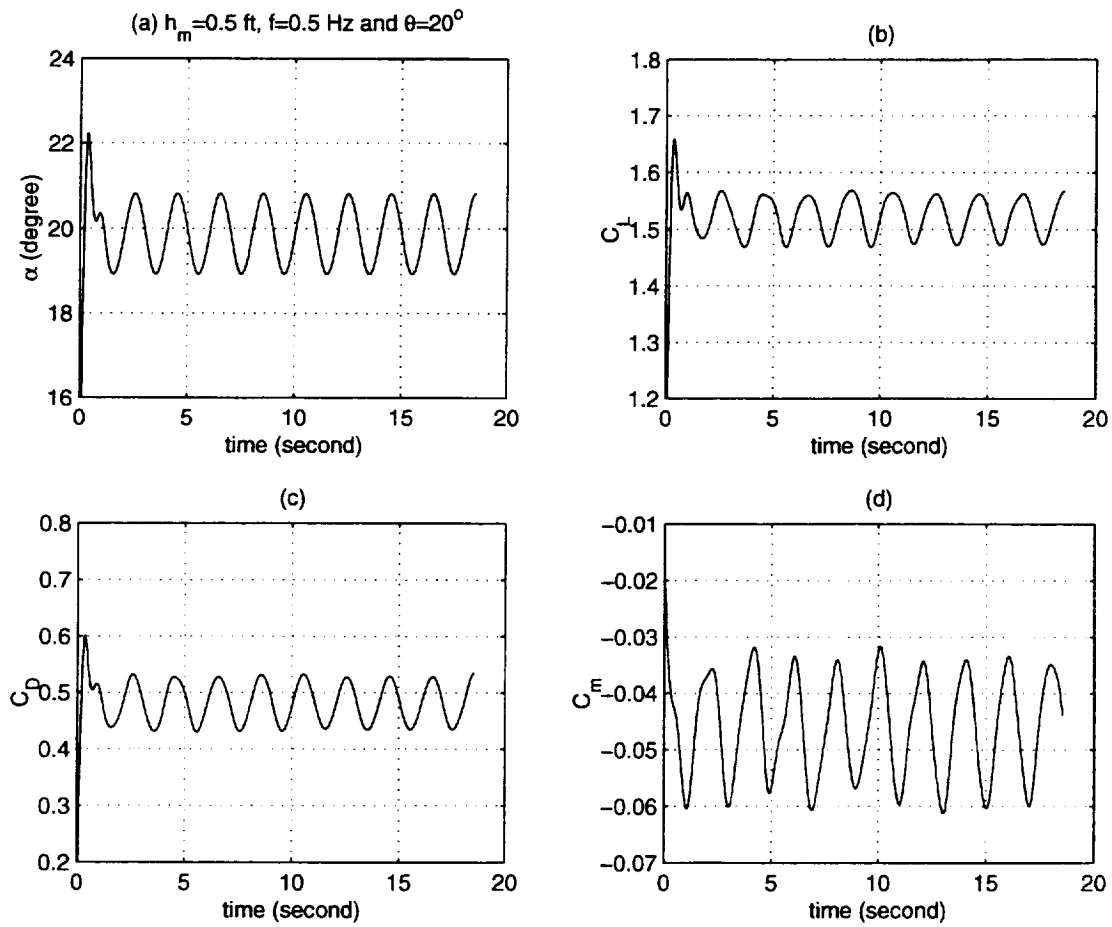 (a) h_m=0.5 ft, f=0.5 Hz and θ=20°
24
22
20
18
16
α (degree)
0 5 10 15 20
time (second)
(b)
1.8
1.7
1.6
1.5
1.4
1.3
1.2
C_L
0 5 10 15 20
time (second)
(c)
0.8
0.7
0.6
0.5
0.4
0.3
0.2
C_D
0 5 10 15 20
time (second)
(d)
−0.01
−0.02
−0.03
−0.04
−0.05
−0.06
−0.07
C_m
0 5 10 15 20
time (second)